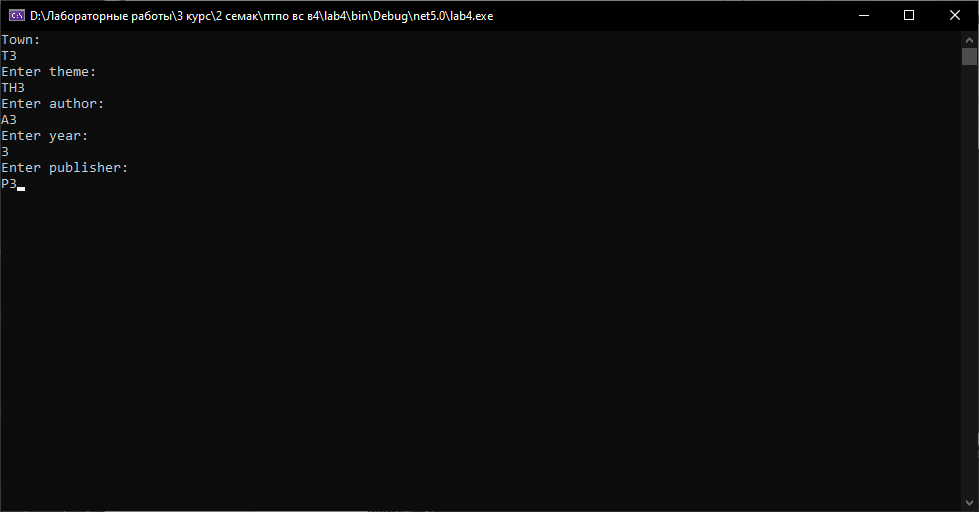 D:\Лабораторные работы\3 курс\2 семак\птпо вс в4\lab4\bin\Debug\net5.0\lab4.exe
Town:
T3
Enter theme:
TH3
Enter author:
A3
Enter year:
3
Enter publisher:
P3